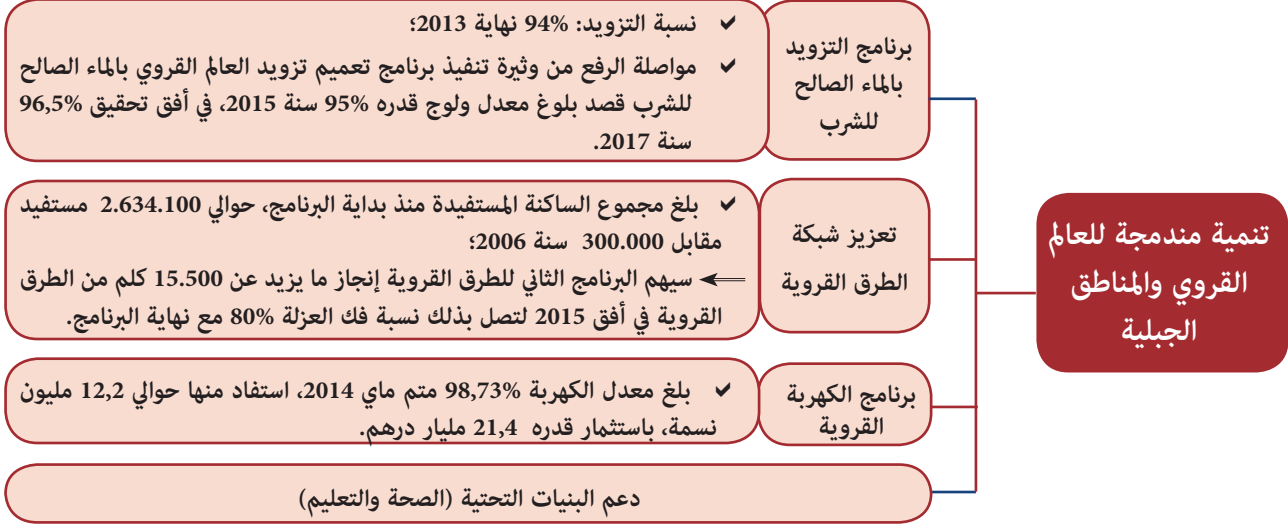 تنمية مندمجة للعالم
القروي والمناطق
الجبلية
برنامج التزويد
بالماء الصالح
للشرب
✔ نسبة التزويد: 94% نهاية 2013؛
✔ مواصلة الرفع من وثيرة تنفيذ برنامج تعميم تزويد العالم القروي بالماء الصالح
للشرب قصد بلوغ معدل ولوج قدره 95% سنة 2015، في أفق تحقيق 96,5%
سنة 2017.
تعزيز شبكة
الطرق القروية
✔ بلغ مجموع الساكنة المستفيدة منذ بداية البرنامج، حوالي 2.634.100 مستفيد
مقابل 300.000 سنة 2006؛
⟸ سيهم البرنامج الثاني للطرق القروية إنجاز ما يزيد عن 15.500 كلم من الطرق
القروية في أفق 2015 لتصل بذلك نسبة فك العزلة 80% مع نهاية البرنامج.
برنامج الكهربة
القروية
✔ بلغ معدل الكهربة 98,73% متم ماي 2014، استفاد منها حوالي 12,2 مليون
نسمة، باستثمار قدره 21,4 مليار درهم.
دعم البنيات التحتية (الصحة والتعليم)